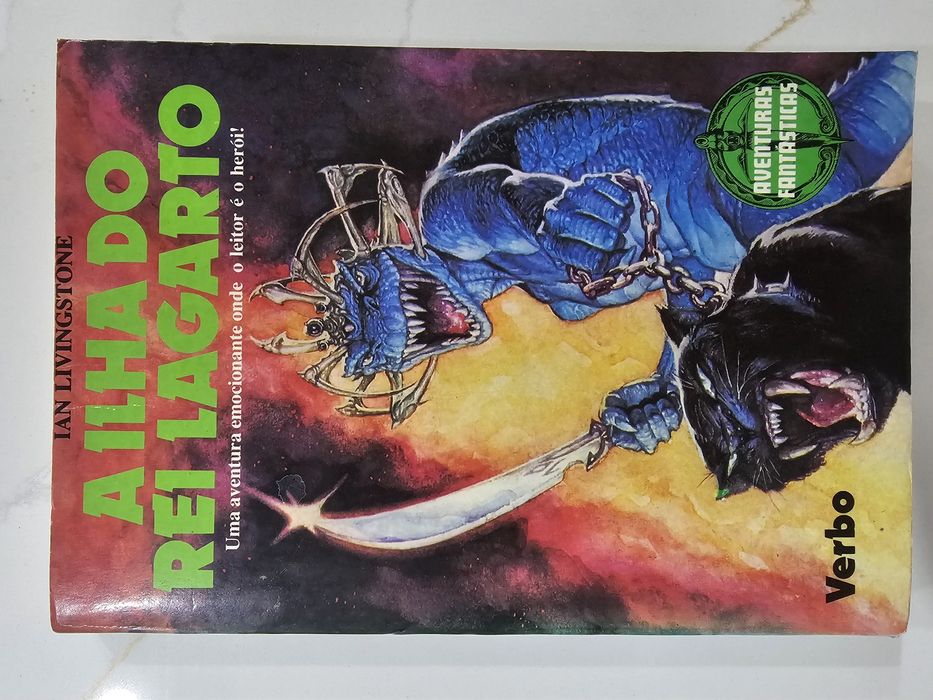 IAN LIVINGSTONE
A ILHA DO
REI LAGARTO
Uma aventura emocionante onde o leitor é o herói!
AVENTURAS
FANTÁSTICAS
Verbo